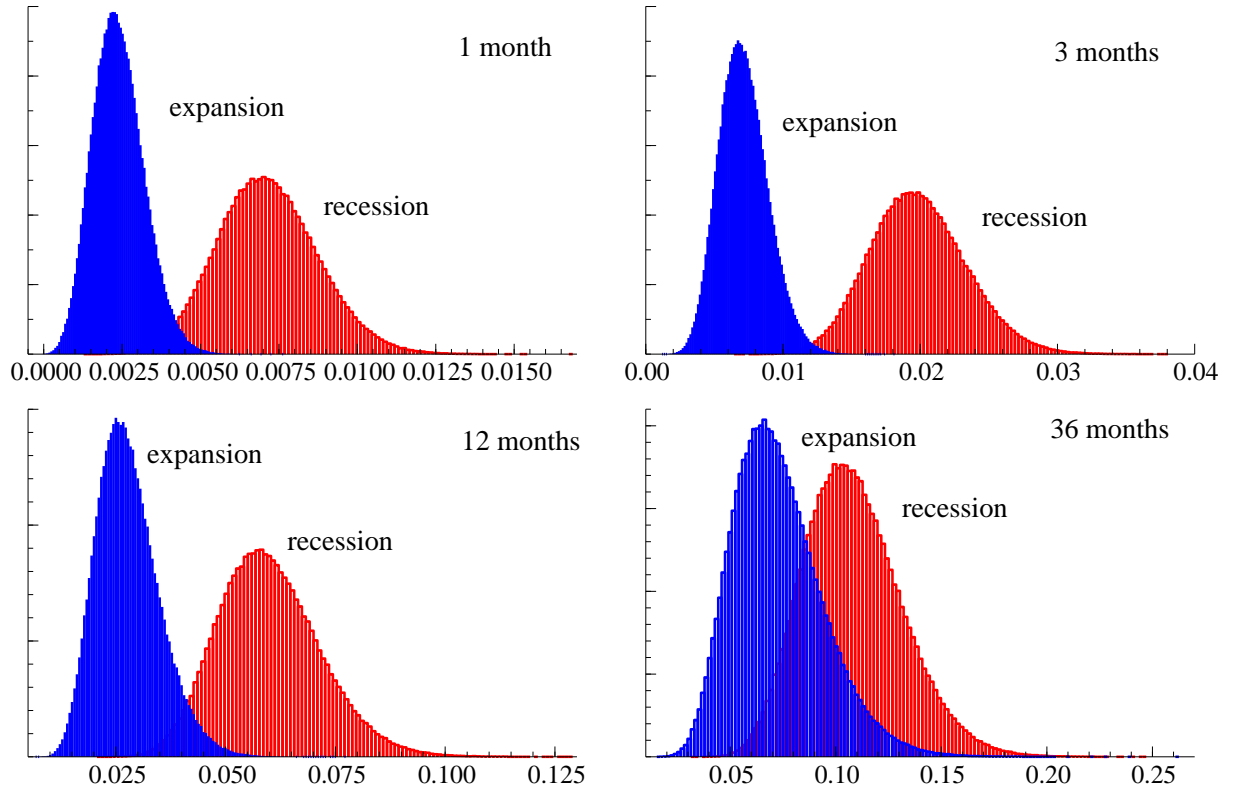 1 month
expansion
recession
0.0000 0.0025 0.0050 0.0075 0.0100 0.0125 0.0150
3 months
expansion
recession
0.00 0.01 0.02 0.03 0.04
12 months
expansion
recession
0.025 0.050 0.075 0.100 0.125
36 months
expansion
recession
0.05 0.10 0.15 0.20 0.25